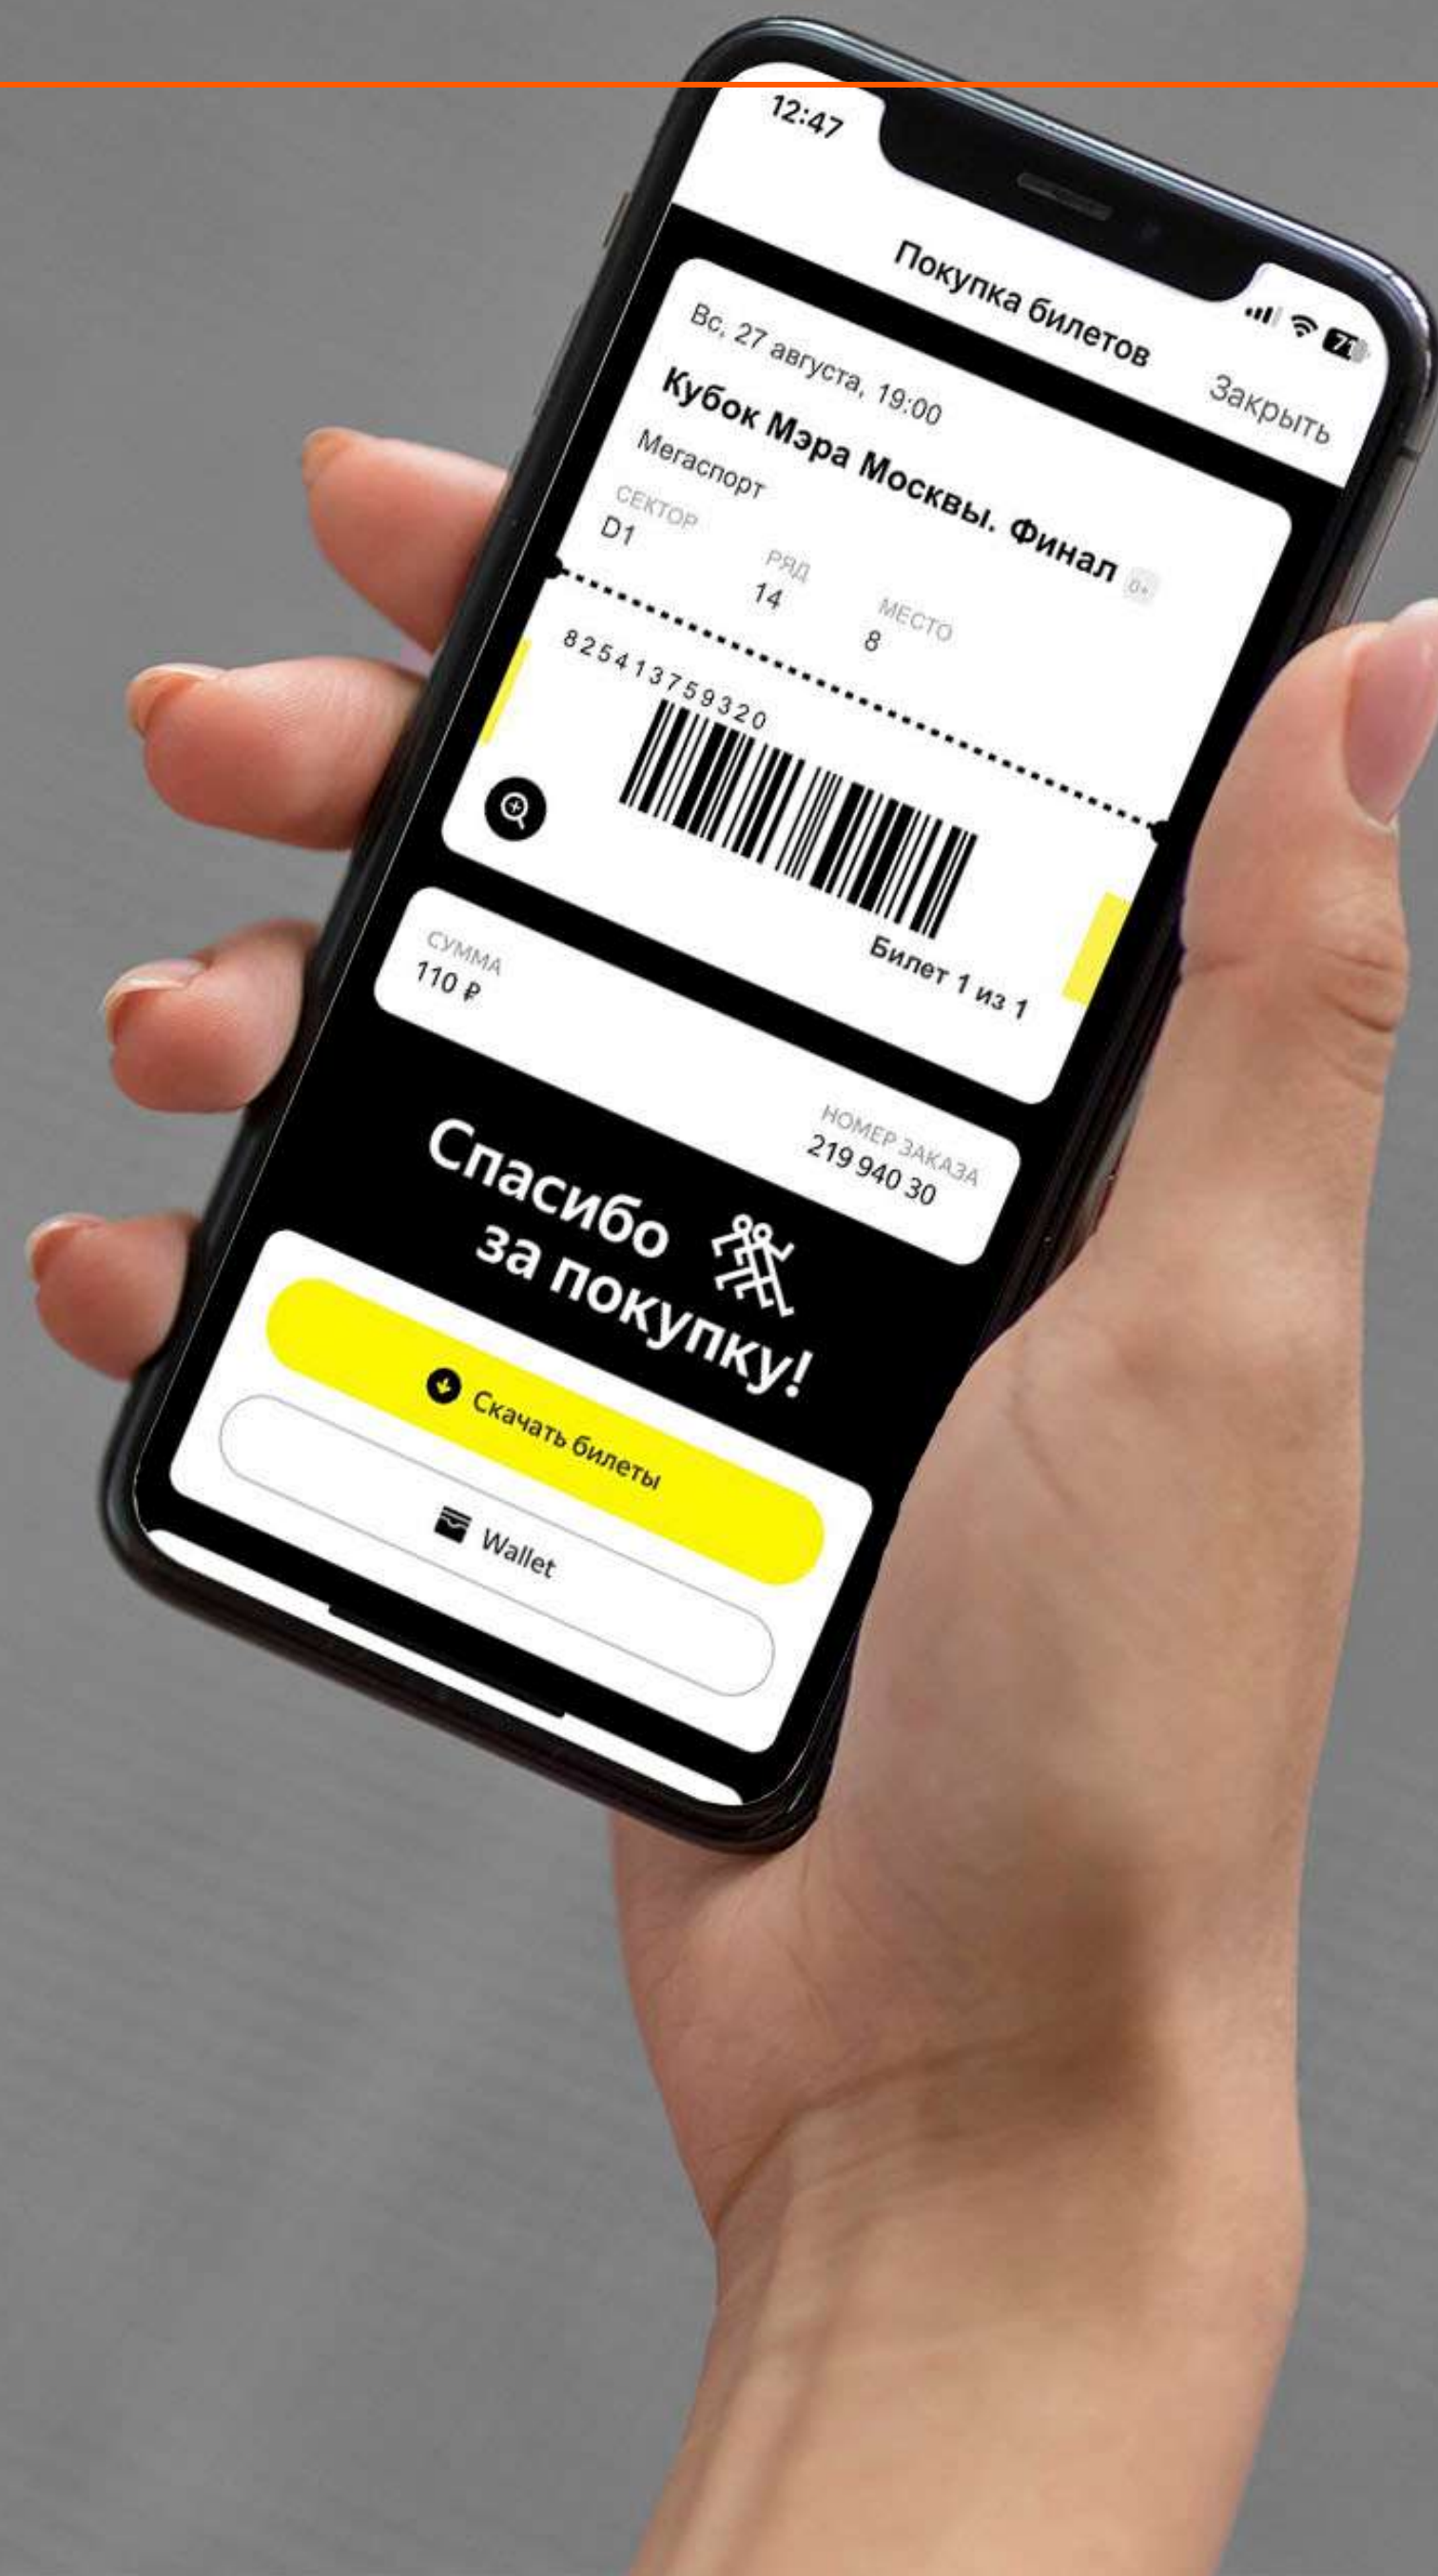 12:47
71
Покупка билетов
Закрыть
Вс, 27 августа, 19:00
Кубок Мэра Москвы. Финал 0+
Мегаспорт
СЕКТОР РЯД МЕСТО
D1 14 8
825413759320
Билет 1 из 1
СУММА НОМЕР ЗАКАЗА
110 ₽ 219 940 30
Спасибо
за покупку!
Скачать билеты
Wallet